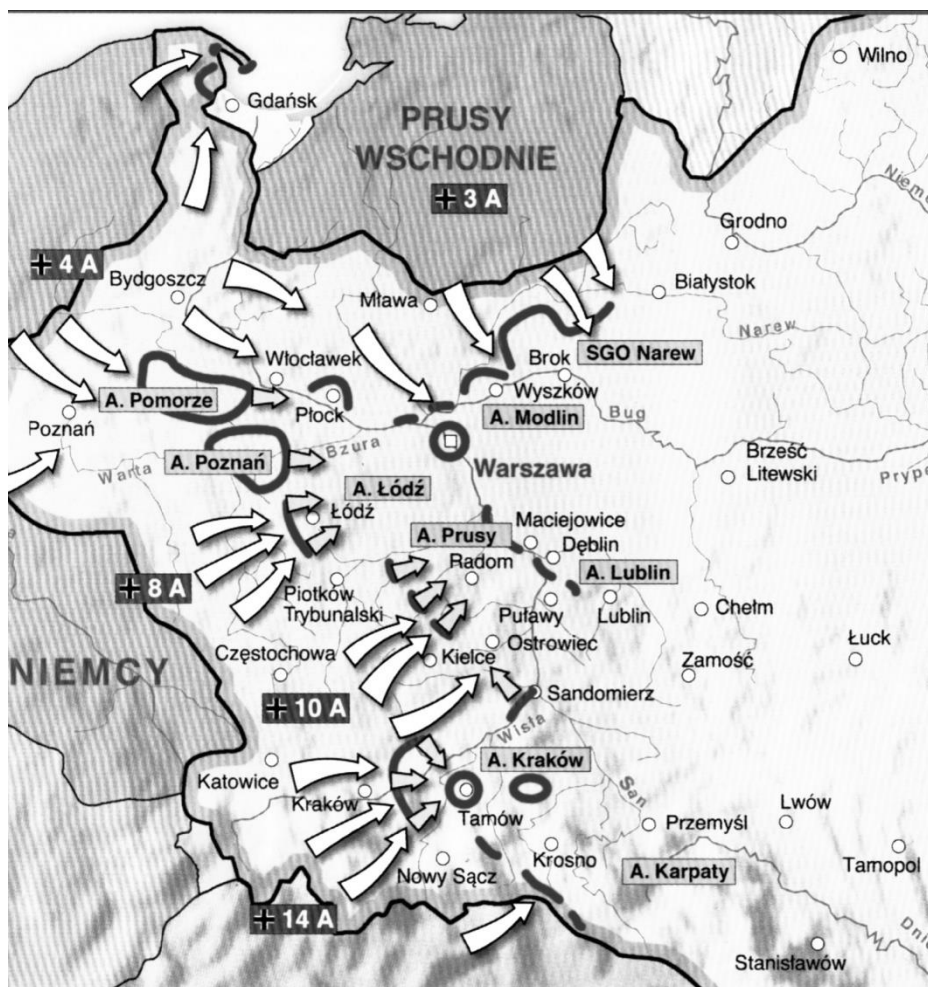 Wilno
Gdańsk
PRUSY
WSCHODNIE
3 A
Grodno
4 A
Bydgoszcz
Mława
Białystok
Narew
Włocławek
Brok
SGO Narew
A. Pomorze
Płock
Wyszków
A. Modlin
Bug
Poznań
Bzura
Warta
A. Poznań
Warszawa
Brześć
Litewski
A. Łódź
Łódź
Maciejowice
A. Prusy
Dęblin
Radom
A. Lublin
8 A
Piotków
Trybunalski
Puławy
Lublin
Chełm
Ostrowiec
Łuck
NIEMCY
Częstochowa
Kielce
Zamość
10 A
Sandomierz
Wisła
Katowice
A. Kraków
Kraków
San
Tarnów
Przemyśl
Lwów
Krosno
Nowy Sącz
A. Karpaty
Tarnopol
14 A
Stanisławów